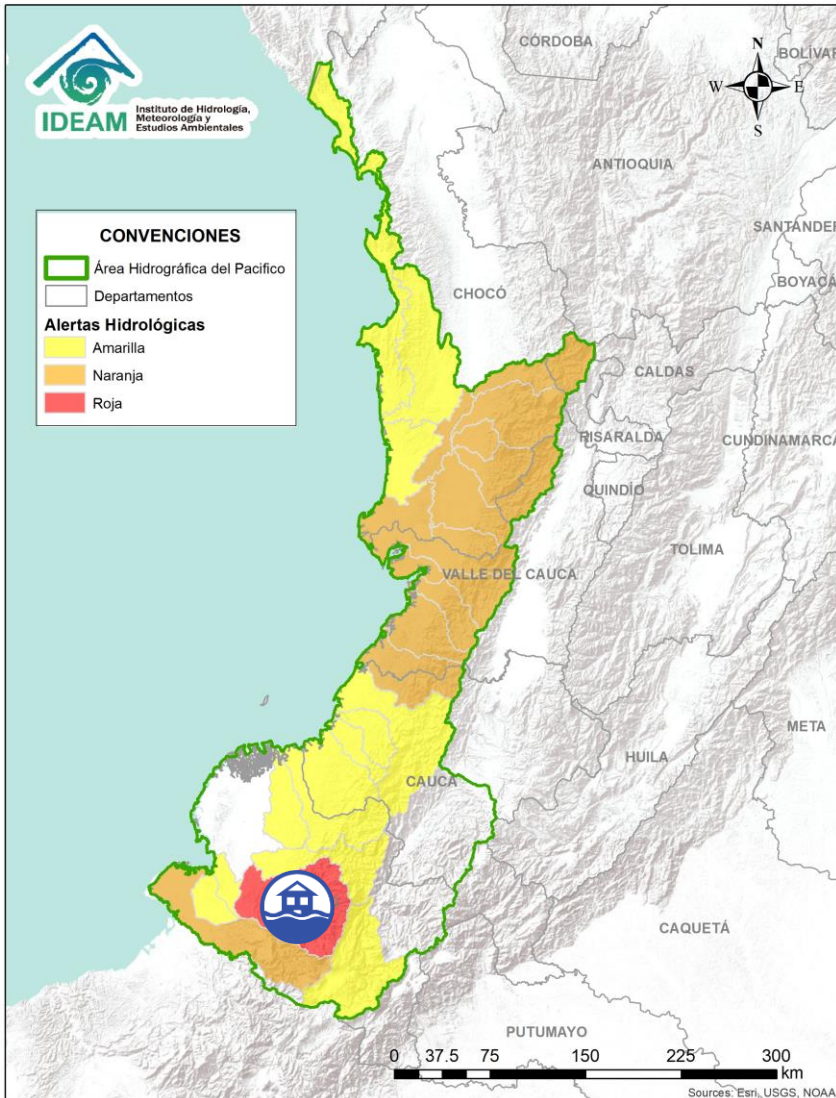 IDEAM
Instituto de Hidrología,
Meteorología y
Estudios Ambientales
CONVENCIONES
Área Hidrográfica del Pacifico
Departamentos
Alertas Hidrológicas
Amarilla
Naranja
Roja
N
W
E
S
CÓRDOBA
BOLÍVAR
ANTIOQUIA
SANTANDER
BOYACÁ
CHOCÓ
CALDAS
RISARALDA
CUNDINAMARCA
QUINDÍO
TOLIMA
VALLE DEL CAUCA
META
HUILA
CAUCA
CAQUETÁ
PUTUMAYO
0 37.5 75 150 225 300
km
Sources: Esri, USGS, NOAA